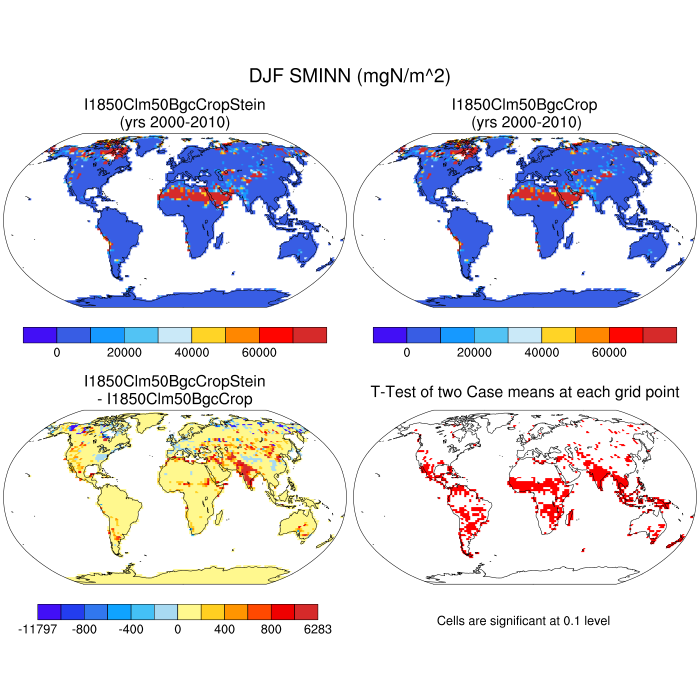 DJF SMINN (mgN/m^2)
I1850Clm50BgcCropStein
(yrs 2000-2010)
I1850Clm50BgcCrop
(yrs 2000-2010)
0 20000 40000 60000
0 20000 40000 60000
I1850Clm50BgcCropStein
- I1850Clm50BgcCrop
T-Test of two Case means at each grid point
-11797 -800 -400 0 400 800 6283
Cells are significant at 0.1 level